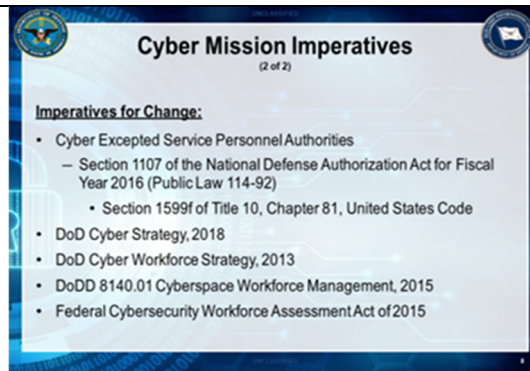 UNCLASSIFIED
Cyber Mission Imperatives
(2 of 2)
Imperatives for Change:
• Cyber Excepted Service Personnel Authorities
– Section 1107 of the National Defense Authorization Act for Fiscal
Year 2016 (Public Law 114-92)
• Section 1599f of Title 10, Chapter 81, United States Code
• DoD Cyber Strategy, 2018
• DoD Cyber Workforce Strategy, 2013
• DoDD 8140.01 Cyberspace Workforce Management, 2015
• Federal Cybersecurity Workforce Assessment Act of 2015
UNCLASSIFIED